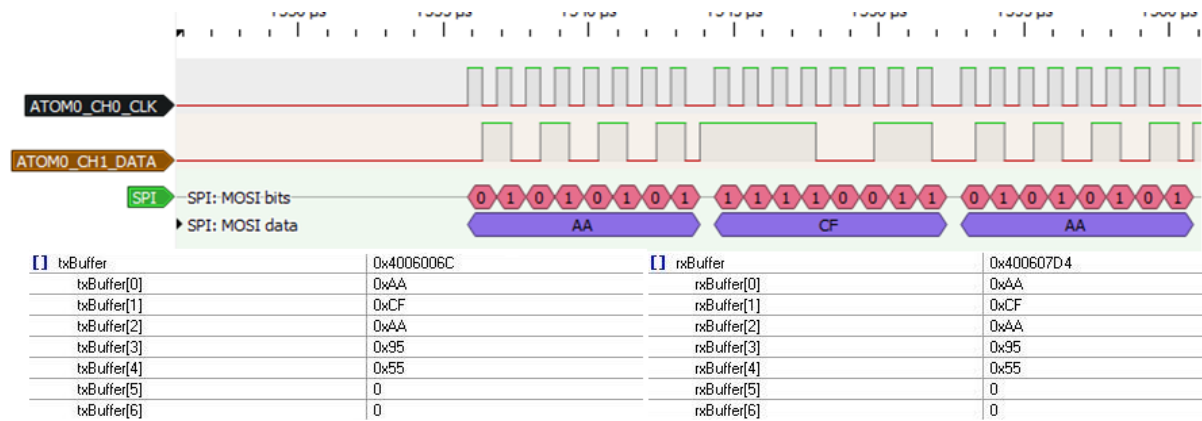 ATOM0_CH0_CLK
ATOM0_CH1_DATA
SPI SPI: MOSI bits 0 1 0 1 0 1 0 1 1 1 1 1 0 0 1 1 0 1 0 1 0 1 0 1
SPI: MOSI data AA CF AA
[] txBuffer 0x4006006C [] rxBuffer 0x400607D4
txBuffer[0] 0xAA rxBuffer[0] 0xAA
txBuffer[1] 0xCF rxBuffer[1] 0xCF
txBuffer[2] 0xAA rxBuffer[2] 0xAA
txBuffer[3] 0x95 rxBuffer[3] 0x95
txBuffer[4] 0x55 rxBuffer[4] 0x55
txBuffer[5] 0 rxBuffer[5] 0
txBuffer[6] 0 rxBuffer[6] 0